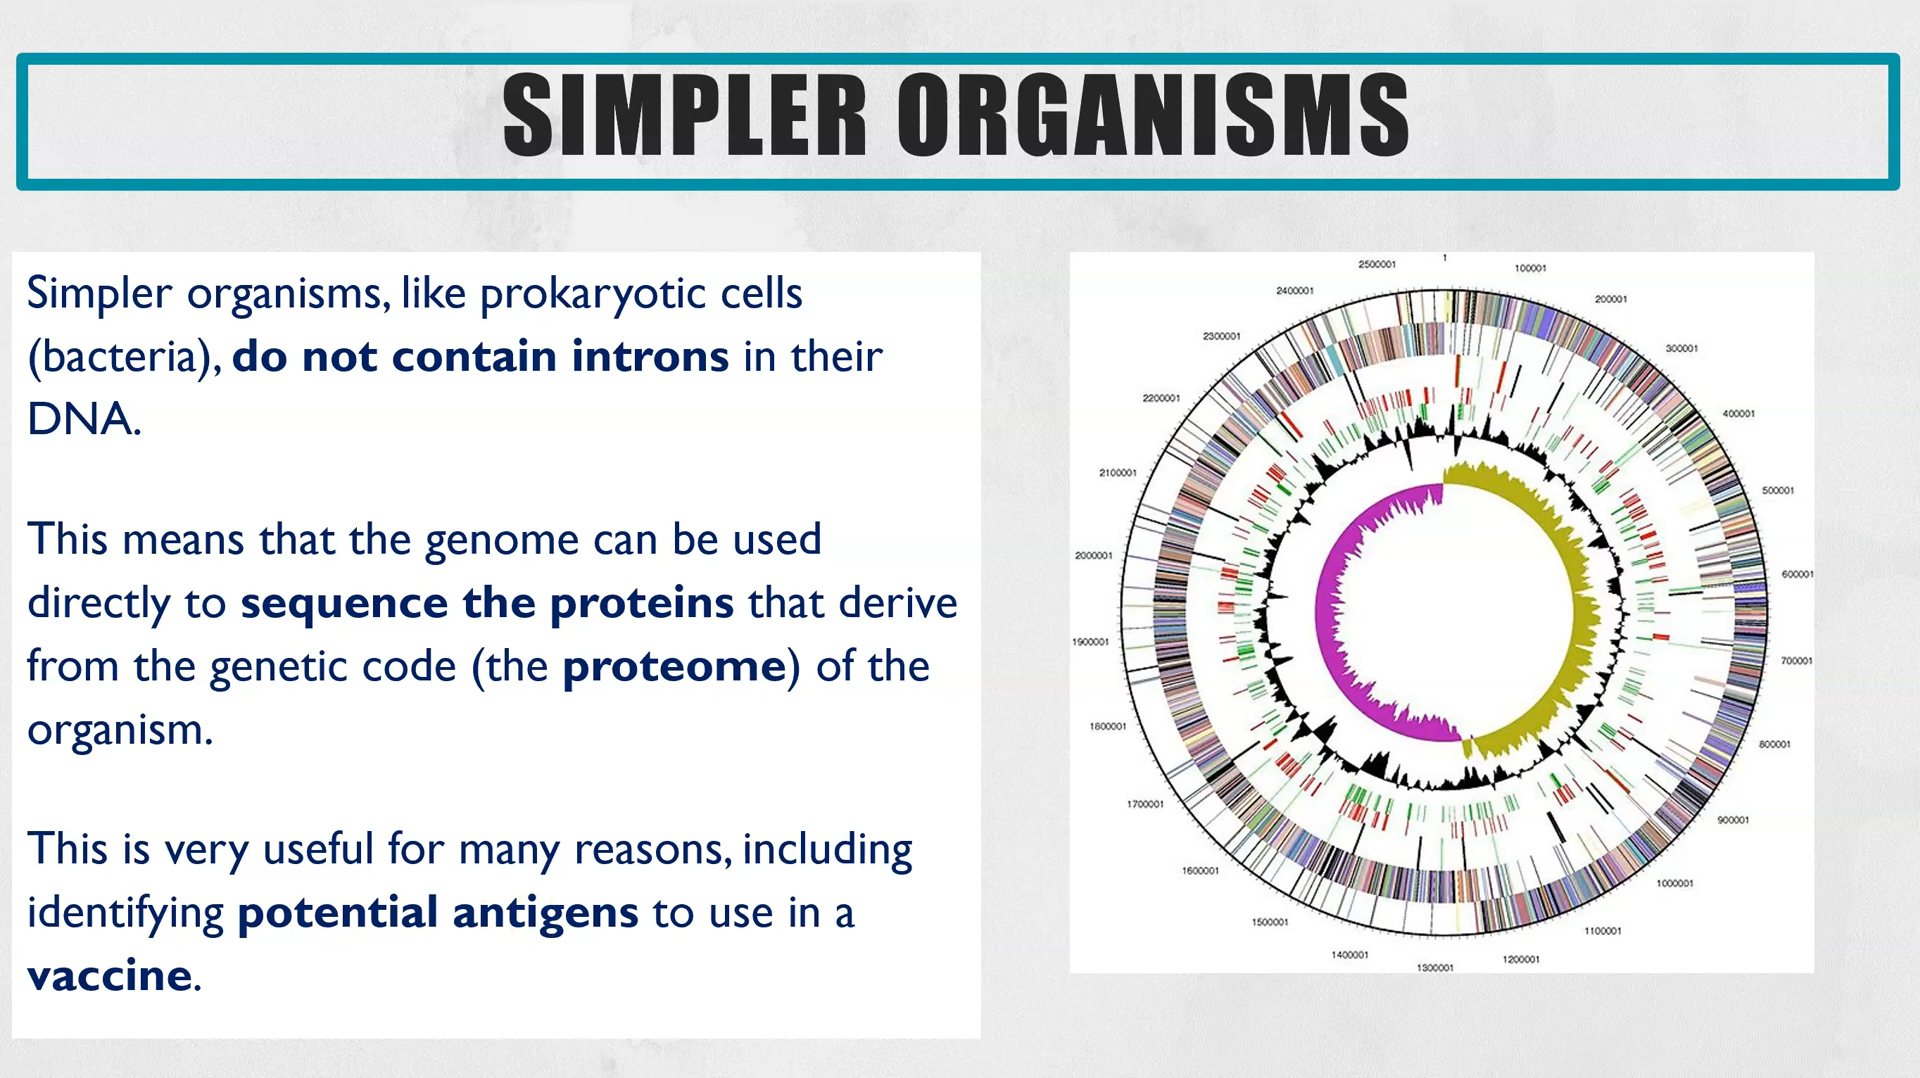 SIMPLER ORGANISMS
Simpler organisms, like prokaryotic cells
(bacteria), do not contain introns in their
DNA.
This means that the genome can be used
directly to sequence the proteins that derive
from the genetic code (the proteome) of the
organism.
This is very useful for many reasons, including
identifying potential antigens to use in a
vaccine.
1
100001
200001
300001
400001
500001
600001
700001
800001
900001
1000001
1100001
1200001
1300001
1400001
1500001
1600001
1700001
1800001
1900001
2000001
2100001
2200001
2300001
2400001
2500001